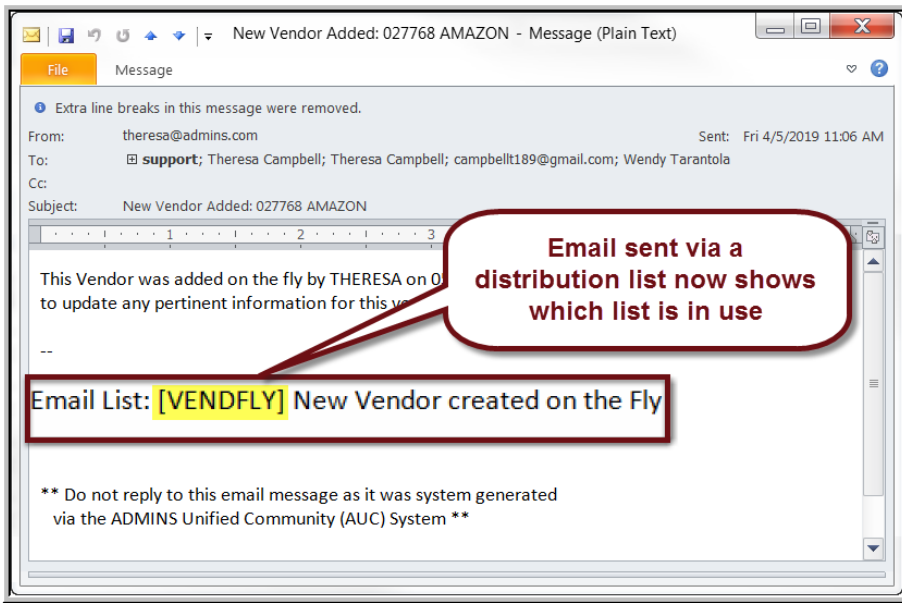 New Vendor Added: 027768 AMAZON - Message (Plain Text)
File Message
Extra line breaks in this message were removed.
From: theresa@admins.com Sent: Fri 4/5/2019 11:06 AM
To: support; Theresa Campbell; Theresa Campbell; campbellt189@gmail.com; Wendy Tarantola
Cc:
Subject: New Vendor Added: 027768 AMAZON
1 2 3
Email sent via a
distribution list now shows
which list is in use
This Vendor was added on the fly by THERESA on
to update any pertinent information for this
--
Email List: [VENDFLY] New Vendor created on the Fly
** Do not reply to this email message as it was system generated
via the ADMINS Unified Community (AUC) System **